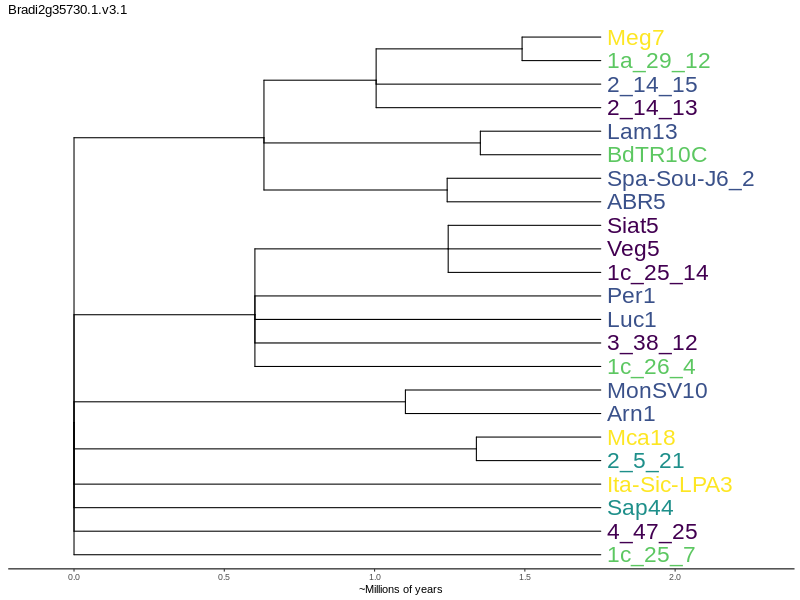 Bradi2g35730.1.v3.1
Meg7
1a_29_12
2_14_15
2_14_13
Lam13
BdTR10C
Spa-Sou-J6_2
ABR5
Siat5
Veg5
1c_25_14
Per1
Luc1
3_38_12
1c_26_4
MonSV10
Arn1
Mca18
2_5_21
Ita-Sic-LPA3
Sap44
4_47_25
1c_25_7
0.0 0.5 1.0 1.5 2.0
~Millions of years